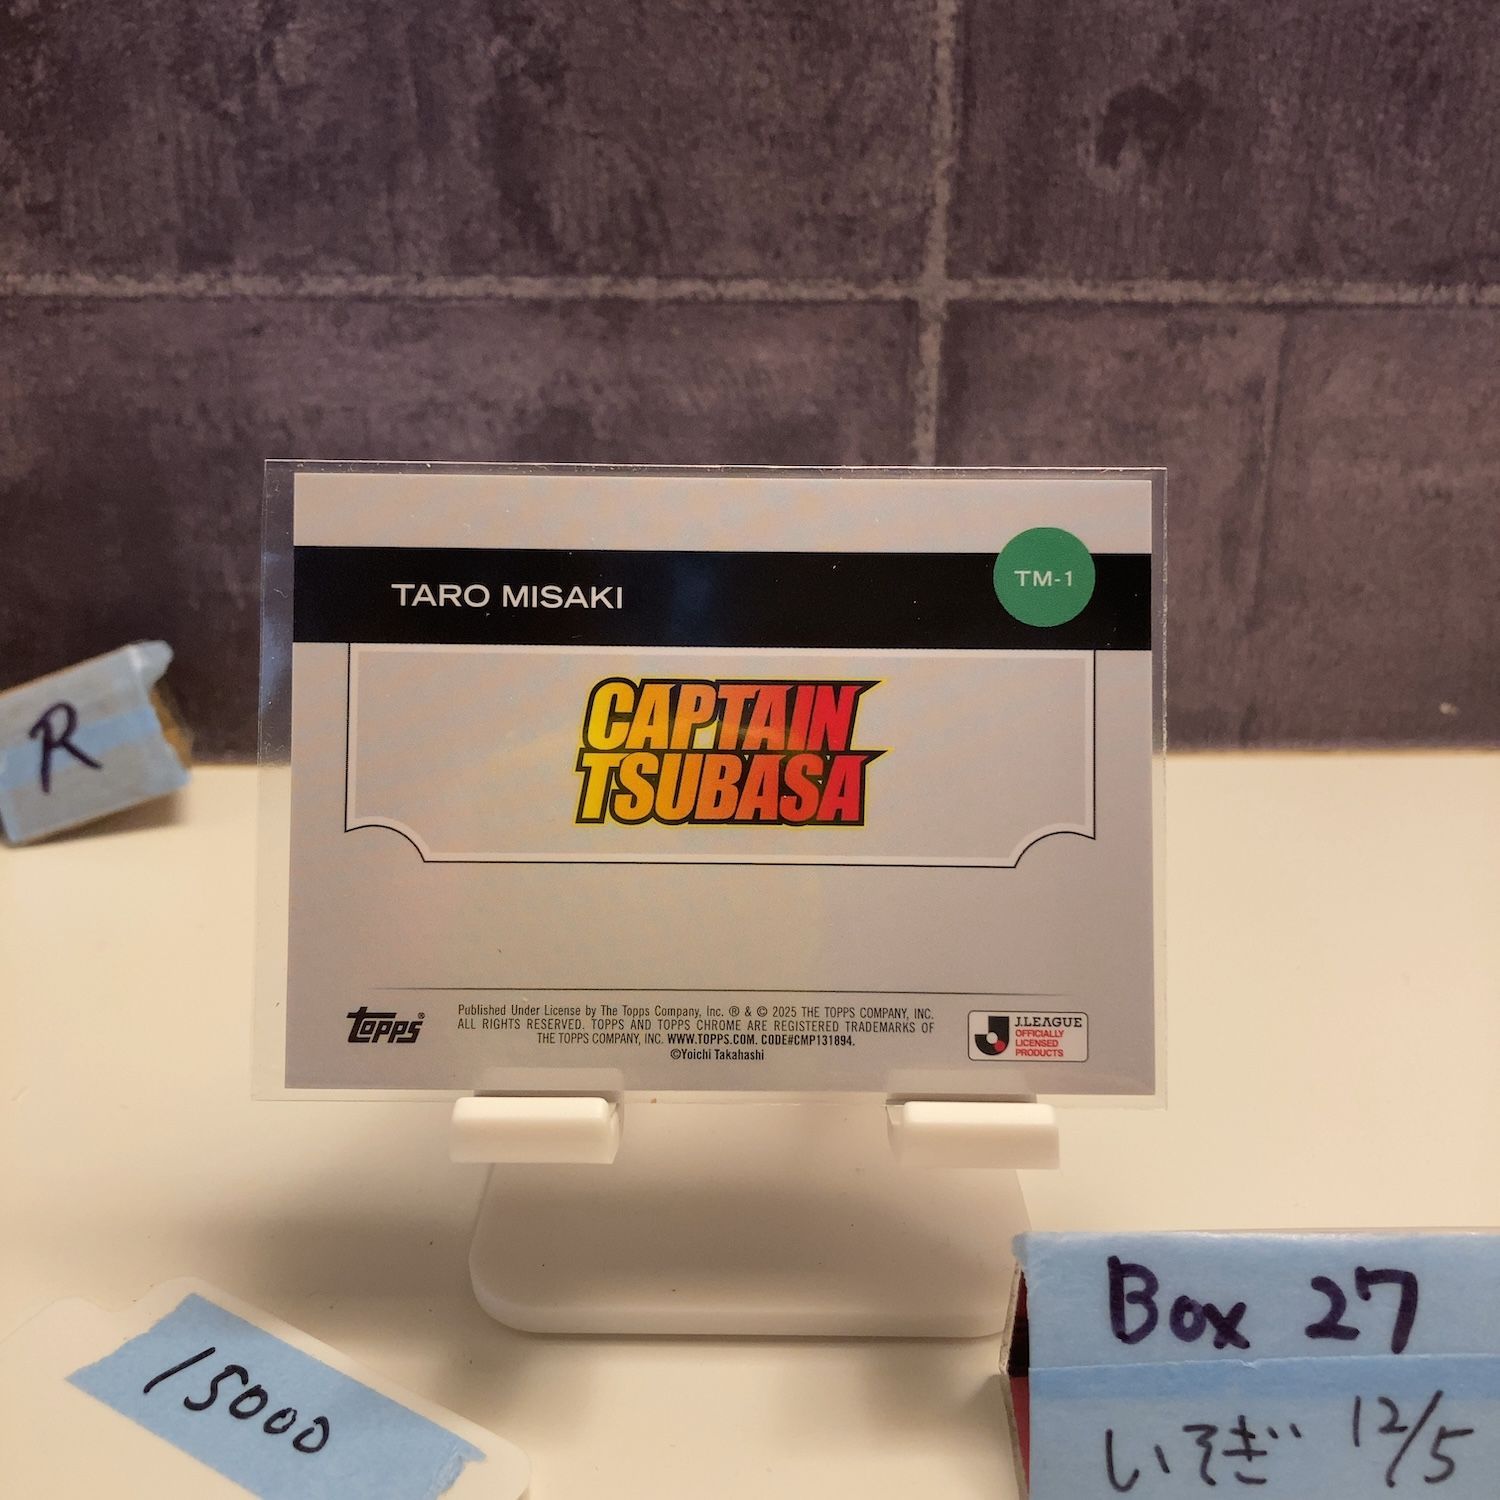 TARO MISAKI
TM-1
CAPTAIN
TSUBASA
R
topps®
Published Under License by The Topps Company, Inc. ® & © 2025 THE TOPPS COMPANY, INC.
ALL RIGHTS RESERVED. TOPPS AND TOPPS CHROME ARE REGISTERED TRADEMARKS OF
THE TOPPS COMPANY, INC. WWW.TOPPS.COM. CODE#CMP131894.
©Yoichi Takahashi
J.LEAGUE
OFFICIALLY
LICENSED
PRODUCTS
15000
Box 27
いそぎ 12/5